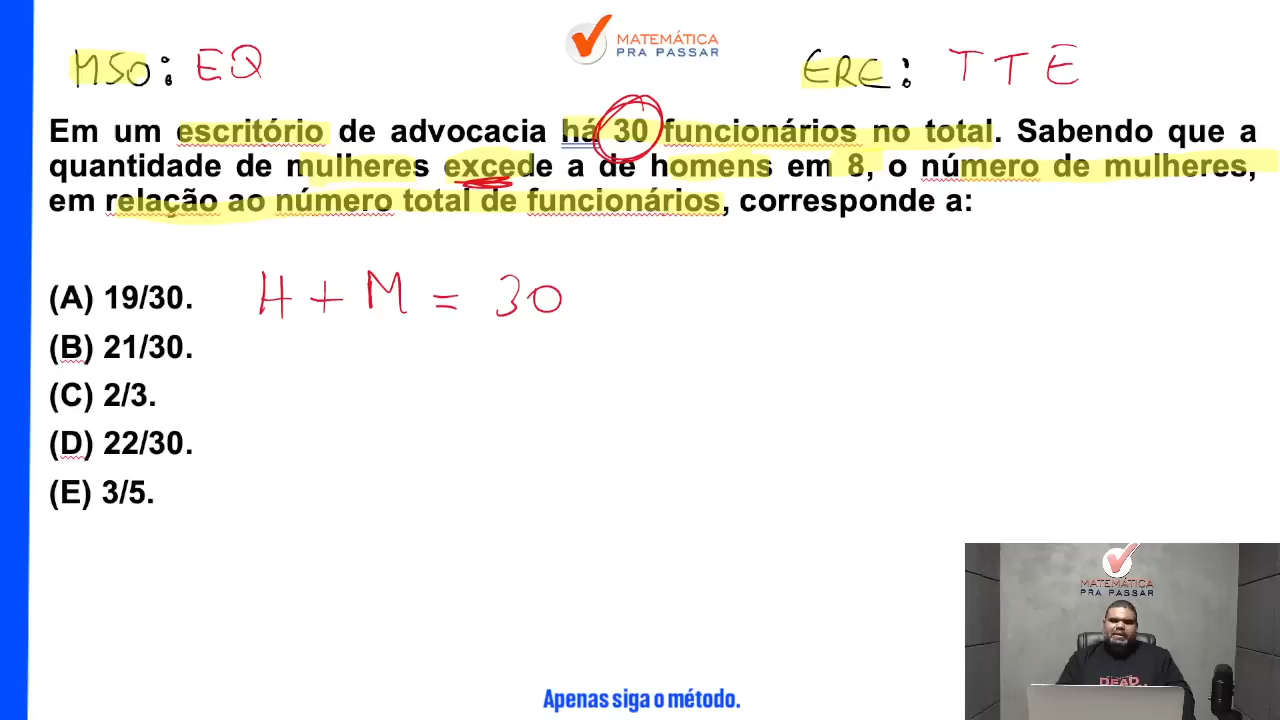 MATEMÁTICA
PRA PASSAR
MSO: EQ
ERE: TTE
Em um escritório de advocacia há 30 funcionários no total. Sabendo que a
quantidade de mulheres excede a de homens em 8, o número de mulheres,
em relação ao número total de funcionários, corresponde a:
(A) 19/30.
H + M = 30
(B) 21/30.
(C) 2/3.
(D) 22/30.
(E) 3/5.
MATEMÁTICA
PRA PASSAR
DEAD
Apenas siga o método.